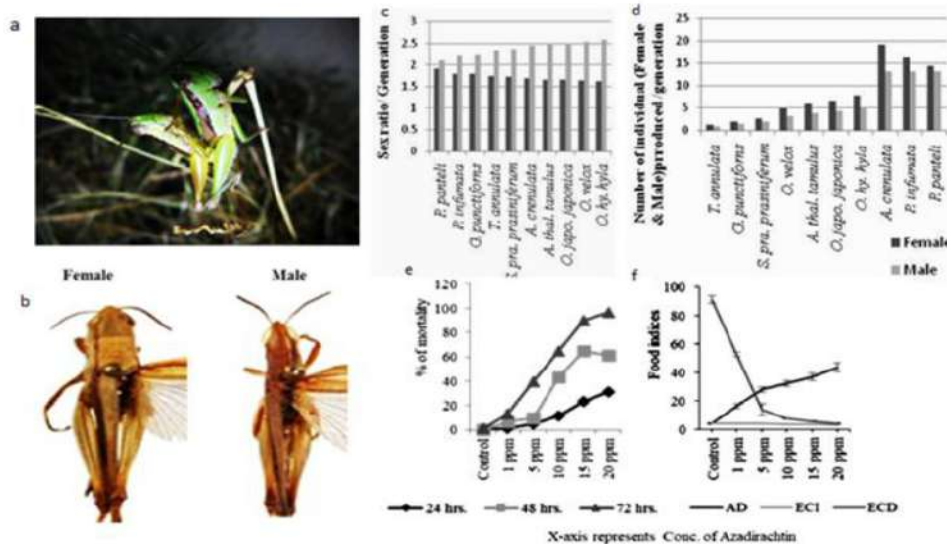 a
c
Sex ratio/ Generation
3
2.5
2
1.5
1
0.5
0
P. panteli
P. infumata
T. annulata
A. crenulata
A. thal. tamulus
O. japo. japonica
O. velox
O. hy. hyla
d
Number of individual (Female
& Male)prroduced/generation
25
20
15
10
5
0
T. annulata
S. pra. prasiniferum
O. velox
A. thal. tamulus
O. japo. japonica
O. hy. hyla
A. crenulata
P. infumata
P. panteli
Female
Male
b
Female
Male
e
% of mortality
120
100
80
60
40
20
0
Control
1 ppm
5 ppm
10 ppm
15 ppm
20 ppm
24 hrs.
48 hrs.
72 hrs.
f
Food indices
100
80
60
40
20
0
Control
1 ppm
5 ppm
10 ppm
15 ppm
20 ppm
AD
ECI
ECD
X-axis represents Conc. of Azadirachtin